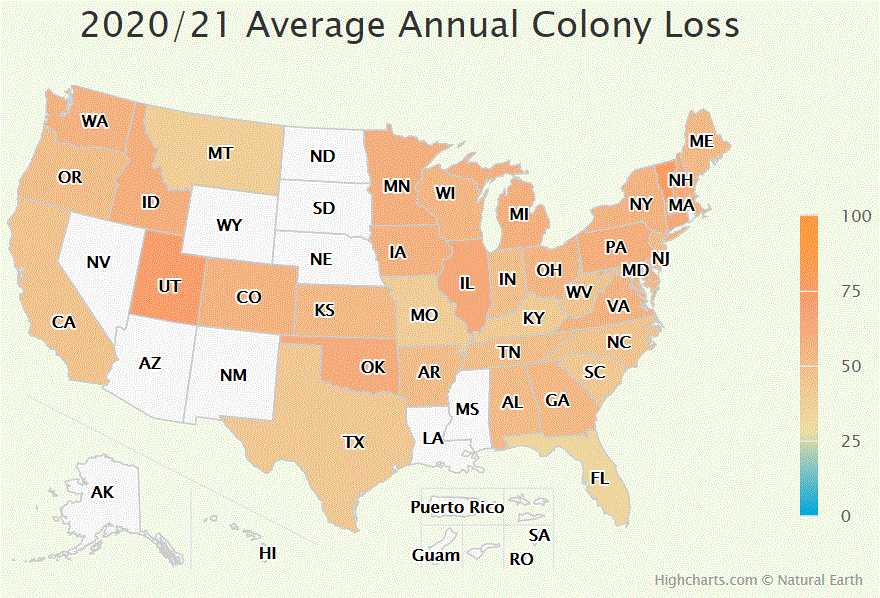 2020/21 Average Annual Colony Loss
WA
ME
MT
ND
OR
NH
MN
WI
ID
NY
MA
SD
MI
100
WY
PA
IA
NJ
NV
NE
OH
MD
IL
IN
UT
WV
75
CO
VA
KS
MO
KY
CA
NC
TN
AZ
OK
AR
SC
50
NM
GA
AL
MS
LA
TX
25
FL
AK
Puerto Rico
0
SA
HI
Guam
RO
Highcharts.com © Natural Earth